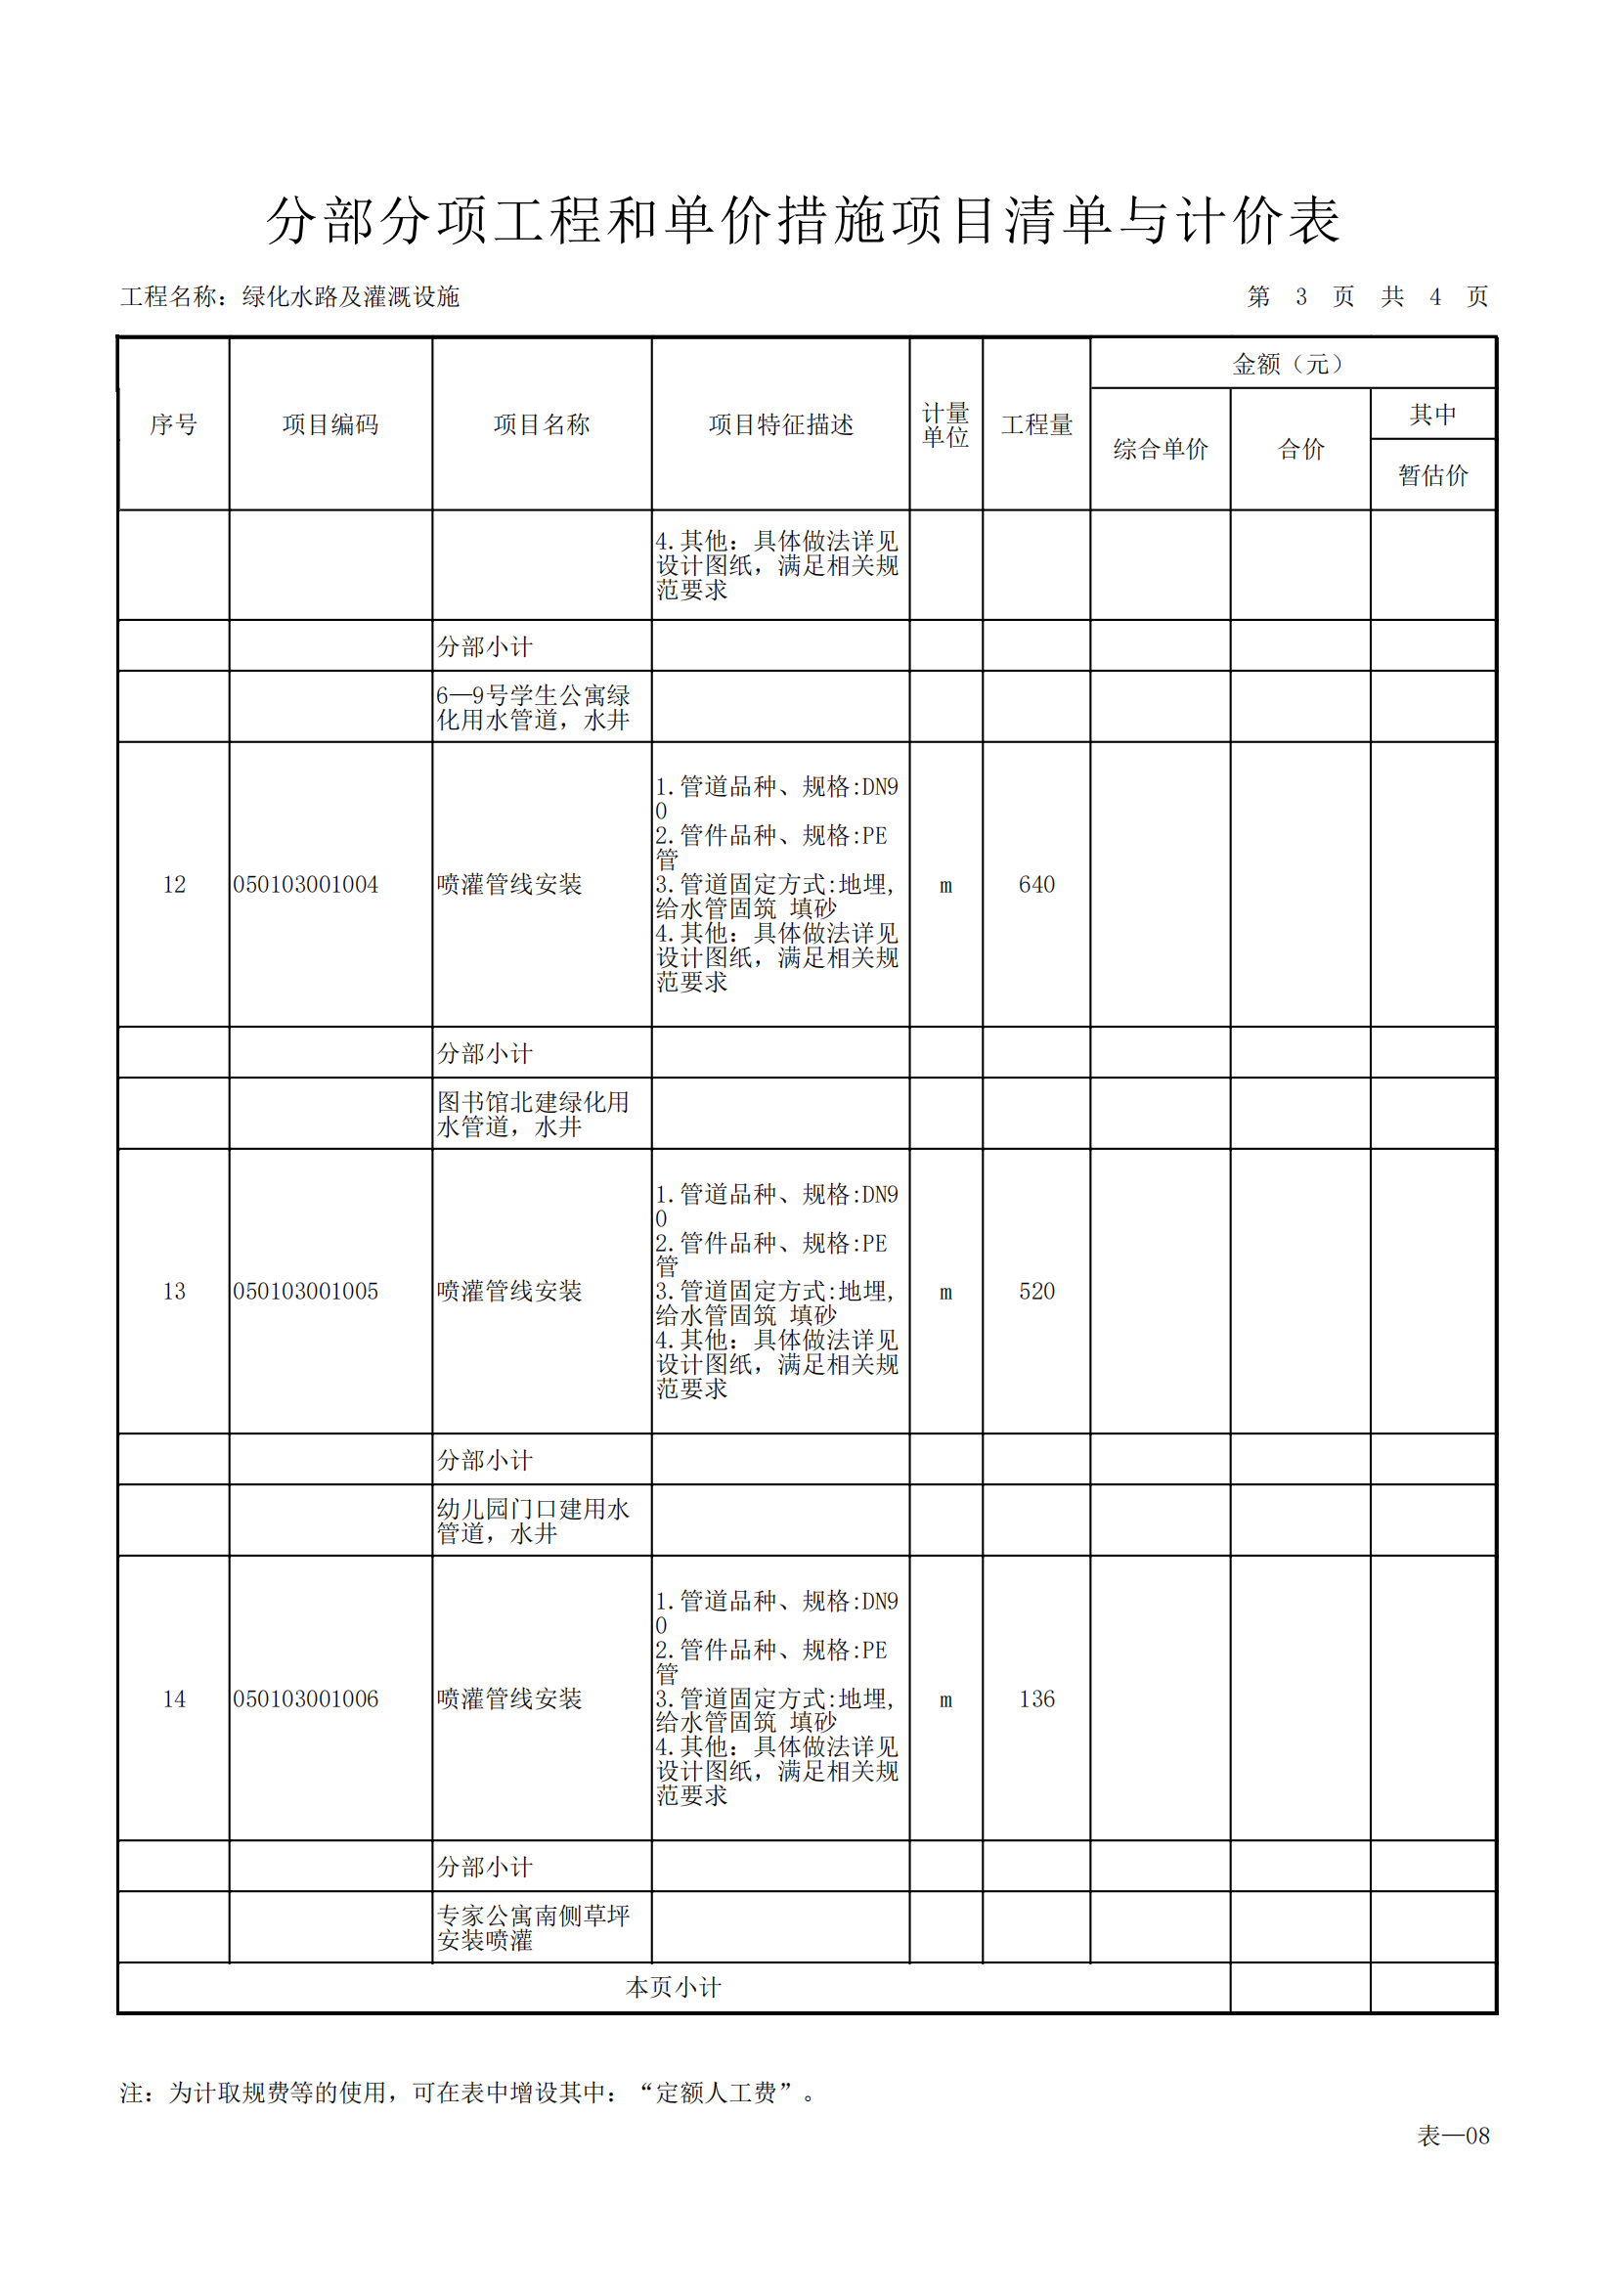 分部分项工程和单价措施项目清单与计价表
工程名称：绿化水路及灌溉设施
第 3 页 共 4 页
序号
项目编码
项目名称
项目特征描述
计量
单位
工程量
金额（元）
综合单价
合价
其中
暂估价
4.其他：具体做法详见
设计图纸，满足相关规
范要求
分部小计
6—9号学生公寓绿
化用水管道，水井
12
050103001004
喷灌管线安装
1.管道品种、规格:DN9
0
2.管件品种、规格:PE
管
3.管道固定方式:地埋,
给水管固筑 填砂
4.其他：具体做法详见
设计图纸，满足相关规
范要求
m
640
分部小计
图书馆北建绿化用
水管道，水井
13
050103001005
喷灌管线安装
1.管道品种、规格:DN9
0
2.管件品种、规格:PE
管
3.管道固定方式:地埋,
给水管固筑 填砂
4.其他：具体做法详见
设计图纸，满足相关规
范要求
m
520
分部小计
幼儿园门口建用水
管道，水井
14
050103001006
喷灌管线安装
1.管道品种、规格:DN9
0
2.管件品种、规格:PE
管
3.管道固定方式:地埋,
给水管固筑 填砂
4.其他：具体做法详见
设计图纸，满足相关规
范要求
m
136
分部小计
专家公寓南侧草坪
安装喷灌
本页小计
注：为计取规费等的使用，可在表中增设其中：“定额人工费”。
表—08